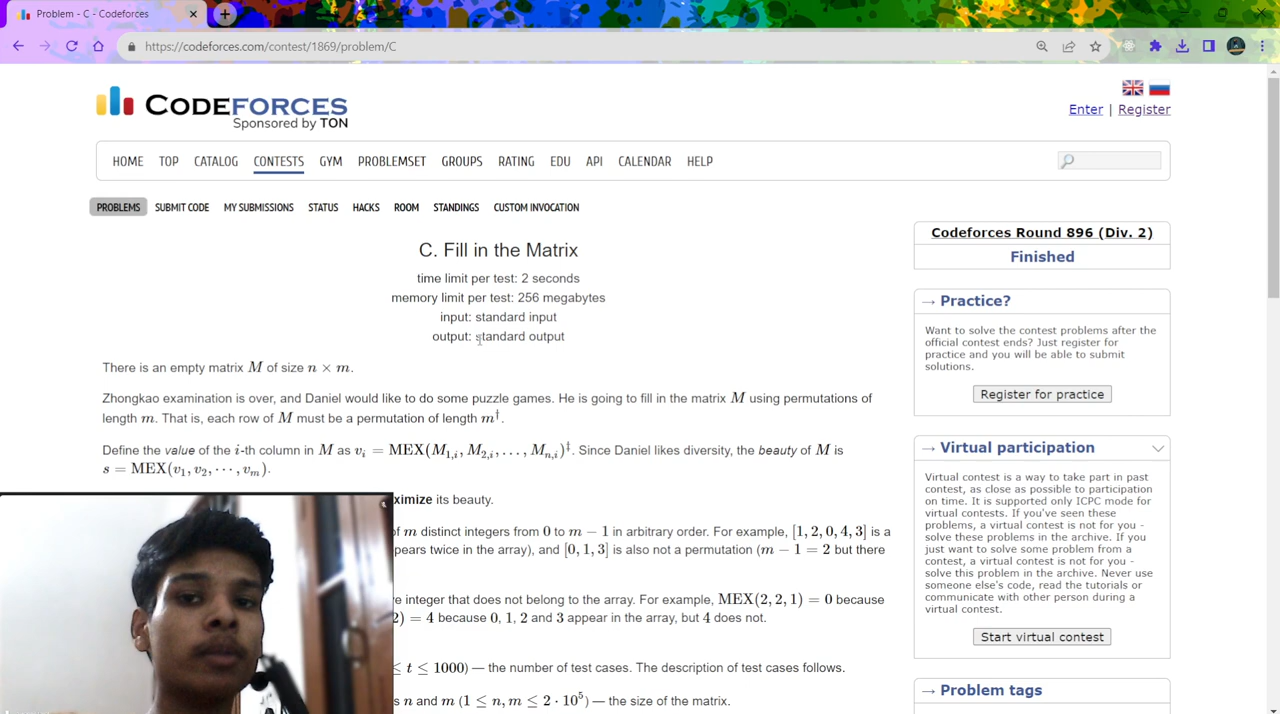 Problem - C - Codeforces
https://codeforces.com/contest/1869/problem/C
CODEFORCES
Sponsored by TON
Enter | Register
HOME TOP CATALOG CONTESTS GYM PROBLEMSET GROUPS RATING EDU API CALENDAR HELP
PROBLEMS SUBMIT CODE MY SUBMISSIONS STATUS HACKS ROOM STANDINGS CUSTOM INVOCATION
C. Fill in the Matrix
time limit per test: 2 seconds
memory limit per test: 256 megabytes
input: standard input
output: standard output
There is an empty matrix M of size n × m.
Zhongkao examination is over, and Daniel would like to do some puzzle games. He is going to fill in the matrix M using permutations of
length m. That is, each row of M must be a permutation of length m†.
Define the value of the i-th column in M as vᵢ = MEX(M₁,ᵢ, M₂,ᵢ, . . . , Mₙ,ᵢ)‡. Since Daniel likes diversity, the beauty of M is
s = MEX(v₁, v₂, ⋯ , vₘ).
ximize its beauty.
of m distinct integers from 0 to m − 1 in arbitrary order. For example, [1, 2, 0, 4, 3] is a
pears twice in the array), and [0, 1, 3] is also not a permutation (m − 1 = 2 but there
e integer that does not belong to the array. For example, MEX(2, 2, 1) = 0 because
2) = 4 because 0, 1, 2 and 3 appear in the array, but 4 does not.
≤ t ≤ 1000) — the number of test cases. The description of test cases follows.
s n and m (1 ≤ n, m ≤ 2 · 10⁵) — the size of the matrix.
Codeforces Round 896 (Div. 2)
Finished
→ Practice?
Want to solve the contest problems after the
official contest ends? Just register for
practice and you will be able to submit
solutions.
Register for practice
→ Virtual participation
Virtual contest is a way to take part in past
contest, as close as possible to participation
on time. It is supported only ICPC mode for
virtual contests. If you've seen these
problems, a virtual contest is not for you -
solve these problems in the archive. If you
just want to solve some problem from a
contest, a virtual contest is not for you -
solve this problem in the archive. Never use
someone else's code, read the tutorials or
communicate with other person during a
virtual contest.
Start virtual contest
→ Problem tags